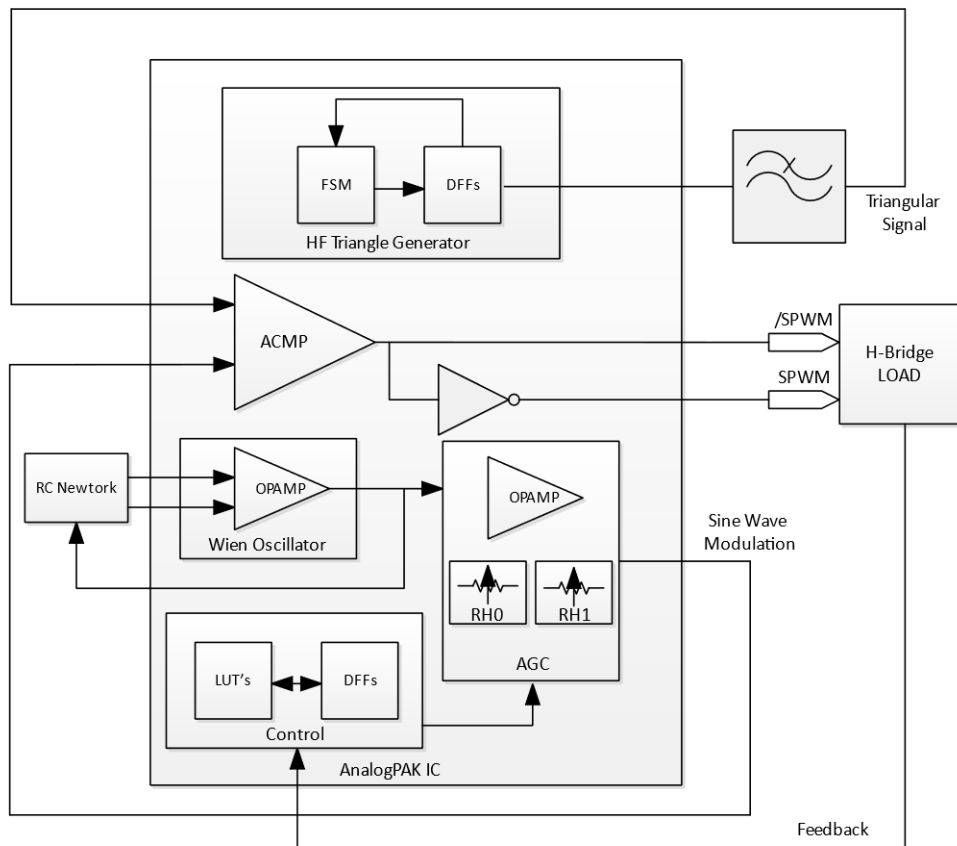 FSM
DFFs
HF Triangle Generator
Triangular
Signal
ACMP
/SPWM
SPWM
H-Bridge
LOAD
RC Newtork
OPAMP
Wien Oscillator
OPAMP
RH0
RH1
AGC
Sine Wave
Modulation
LUT's
DFFs
Control
AnalogPAK IC
Feedback